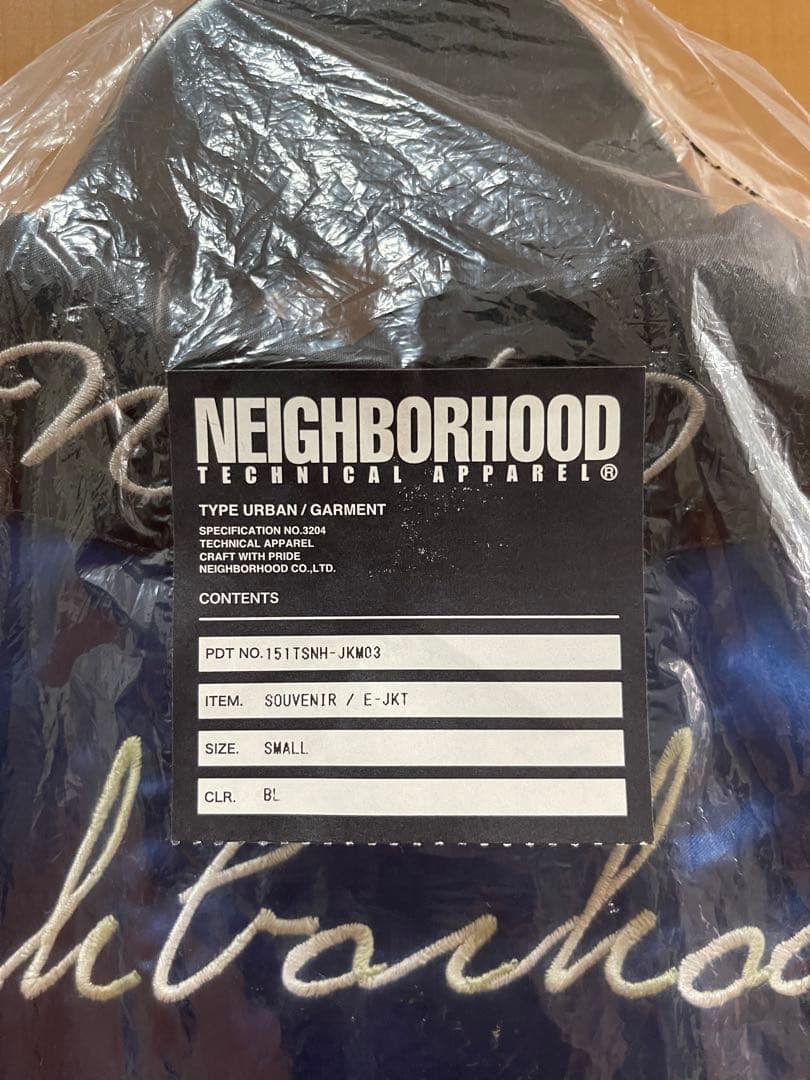 NEIGHBORHOOD
TECHNICAL APPAREL®
TYPE URBAN / GARMENT
SPECIFICATION NO.3204
TECHNICAL APPAREL
CRAFT WITH PRIDE
NEIGHBORHOOD CO.,LTD.
CONTENTS
PDT NO. 151TSNH-JKM03
ITEM. SOUVENIR / E-JKT
SIZE. SMALL
CLR. BL
hborhoo